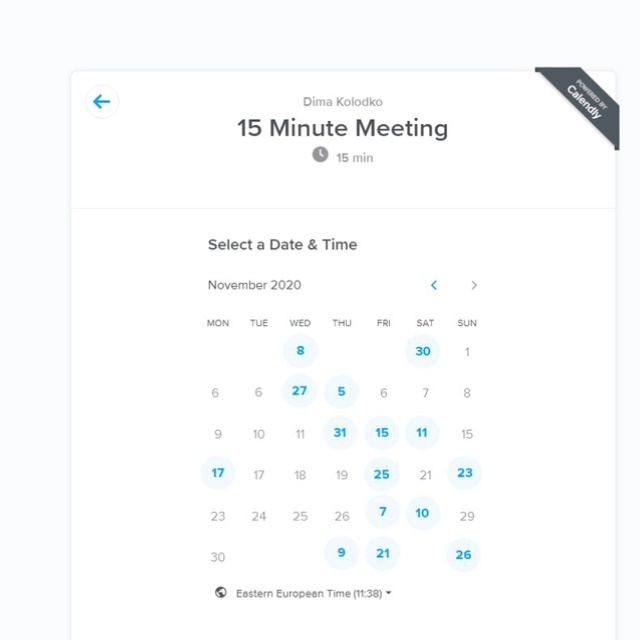 POWERED BY
Calendly
Dima Kolodko
15 Minute Meeting
15 min
Select a Date & Time
November 2020
MON TUE WED THU FRI SAT SUN
8 30 1
6 6 27 5 6 7 8
9 10 11 31 15 11 15
17 17 18 19 25 21 23
23 24 25 26 7 10 29
30 9 21 26
Eastern European Time (11:38)